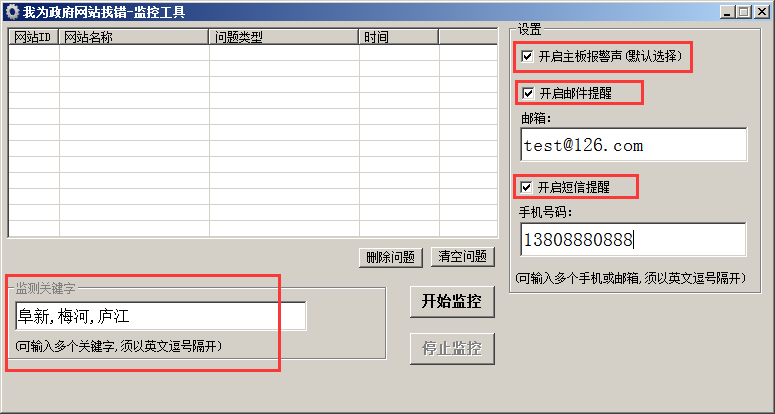 我为政府网站找错-监控工具
网站ID 网站名称 问题类型 时间
删除问题 清空问题
监测关键字
阜新,梅河,庐江
(可输入多个关键字,须以英文逗号隔开)
开始监控
停止监控
设置
开启主板报警声(默认选择)
开启邮件提醒
邮箱:
test@126.com
开启短信提醒
手机号码:
13808880888
(可输入多个手机或邮箱,须以英文逗号隔开)